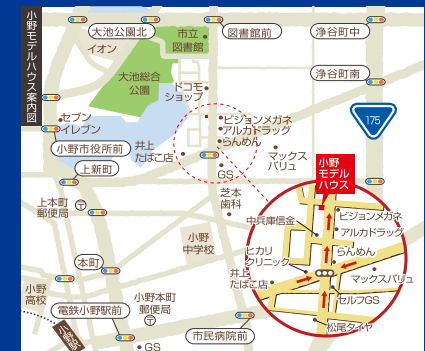 小野モデルハウス案内図
大池公園北
市立
図書館
図書館前
浄谷町中
イオン
大池総合
公園
ドコモ
ショップ
浄谷町南
175
セブン
イレブン
ビジョンメガネ
アルカドラッグ
らんめん
小野市役所前
井上
たばこ店
マックス
バリュ
上新町
GS
小野
モデル
ハウス
上本町
郵便局
芝本
歯科
ビジョンメガネ
中兵庫信金
アルカドラッグ
小野
中学校
ヒカリ
クリニック
らんめん
本町
井上
たばこ店
マックスバリュ
小野
高校
小野本町
郵便局
セルフGS
電鉄小野駅前
市民病院前
松尾タイヤ
小野駅
GS